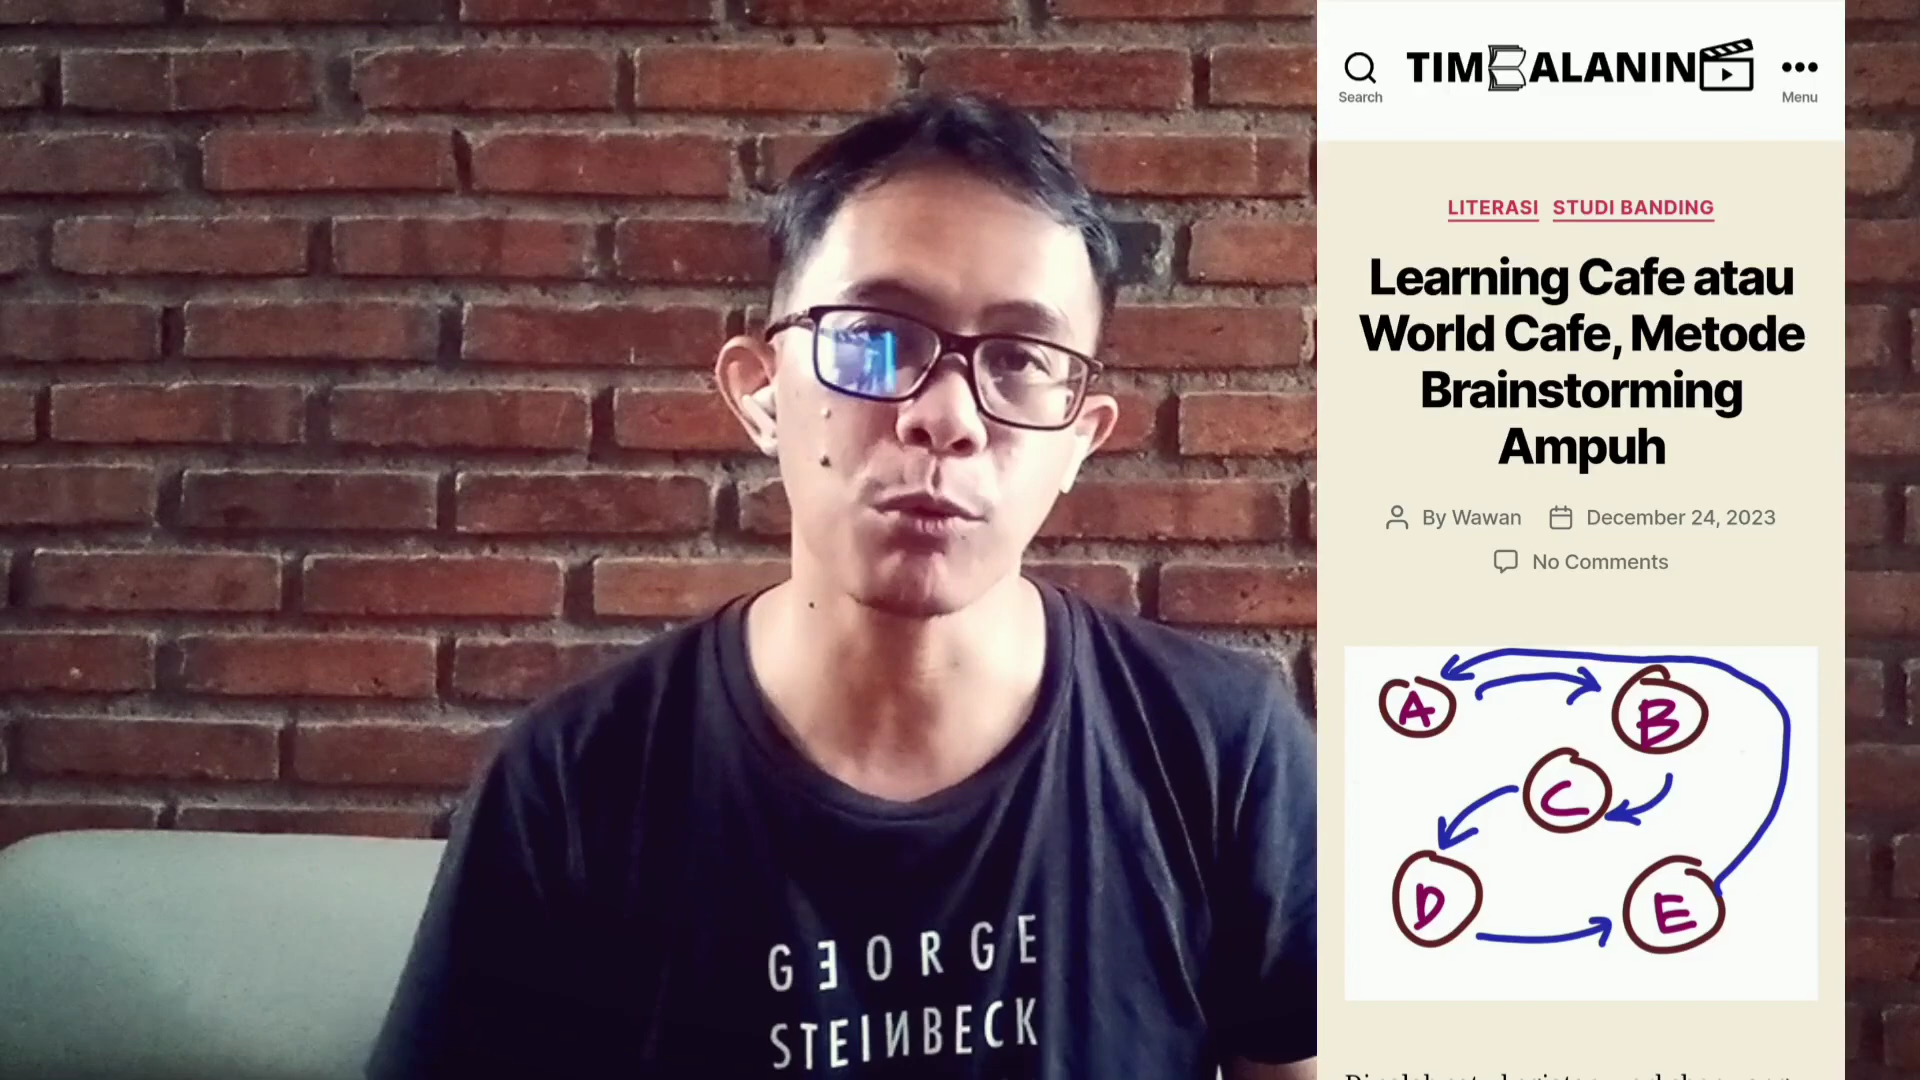 GEORGE
STEINBECK
Search
TIMBALANIN
Menu
LITERASI STUDI BANDING
Learning Cafe atau
World Cafe, Metode
Brainstorming
Ampuh
By Wawan December 24, 2023
No Comments
A
B
C
D
E